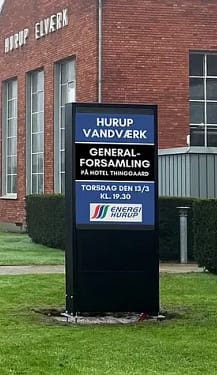 HURUP ELVÆRK
HURUP
VANDVÆRK
GENERAL-
FORSAMLING
PÅ HOTEL THINGGAARD
TORSDAG DEN 13/3
KL. 19.30
ENERGI
HURUP